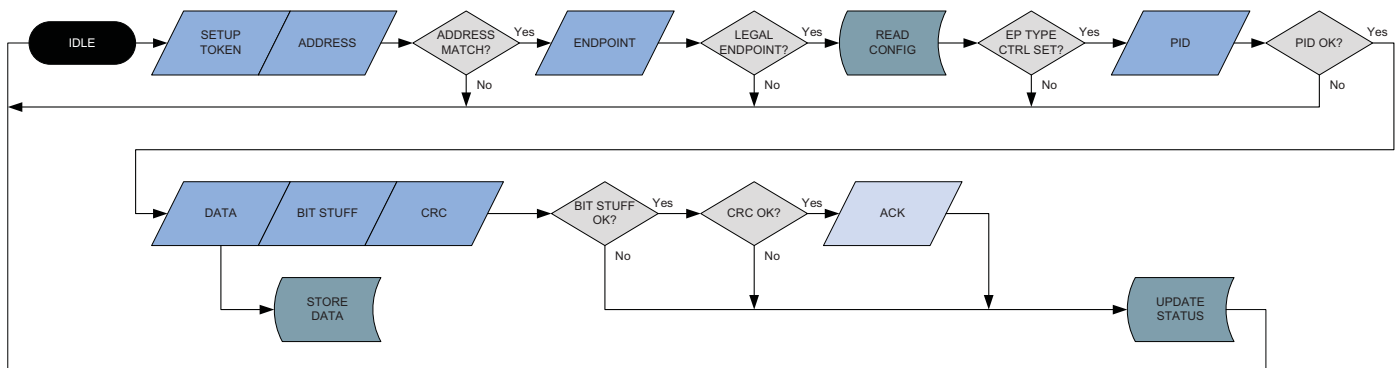 IDLE
SETUP
TOKEN
ADDRESS
ADDRESS
MATCH?
Yes
No
ENDPOINT
LEGAL
ENDPOINT?
Yes
No
READ
CONFIG
EP TYPE
CTRL SET?
Yes
No
PID
PID OK?
Yes
No
DATA
BIT STUFF
CRC
BIT STUFF
OK?
Yes
No
CRC OK?
Yes
No
ACK
STORE
DATA
UPDATE
STATUS